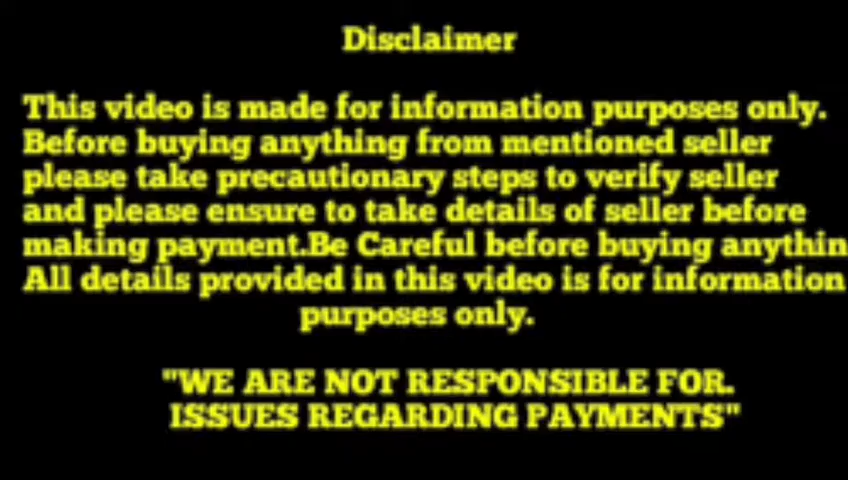 Disclaimer
This video is made for information purposes only.
Before buying anything from mentioned seller
please take precautionary steps to verify seller
and please ensure to take details of seller before
making payment.Be Careful before buying anythin
All details provided in this video is for information
purposes only.
"WE ARE NOT RESPONSIBLE FOR.
ISSUES REGARDING PAYMENTS"